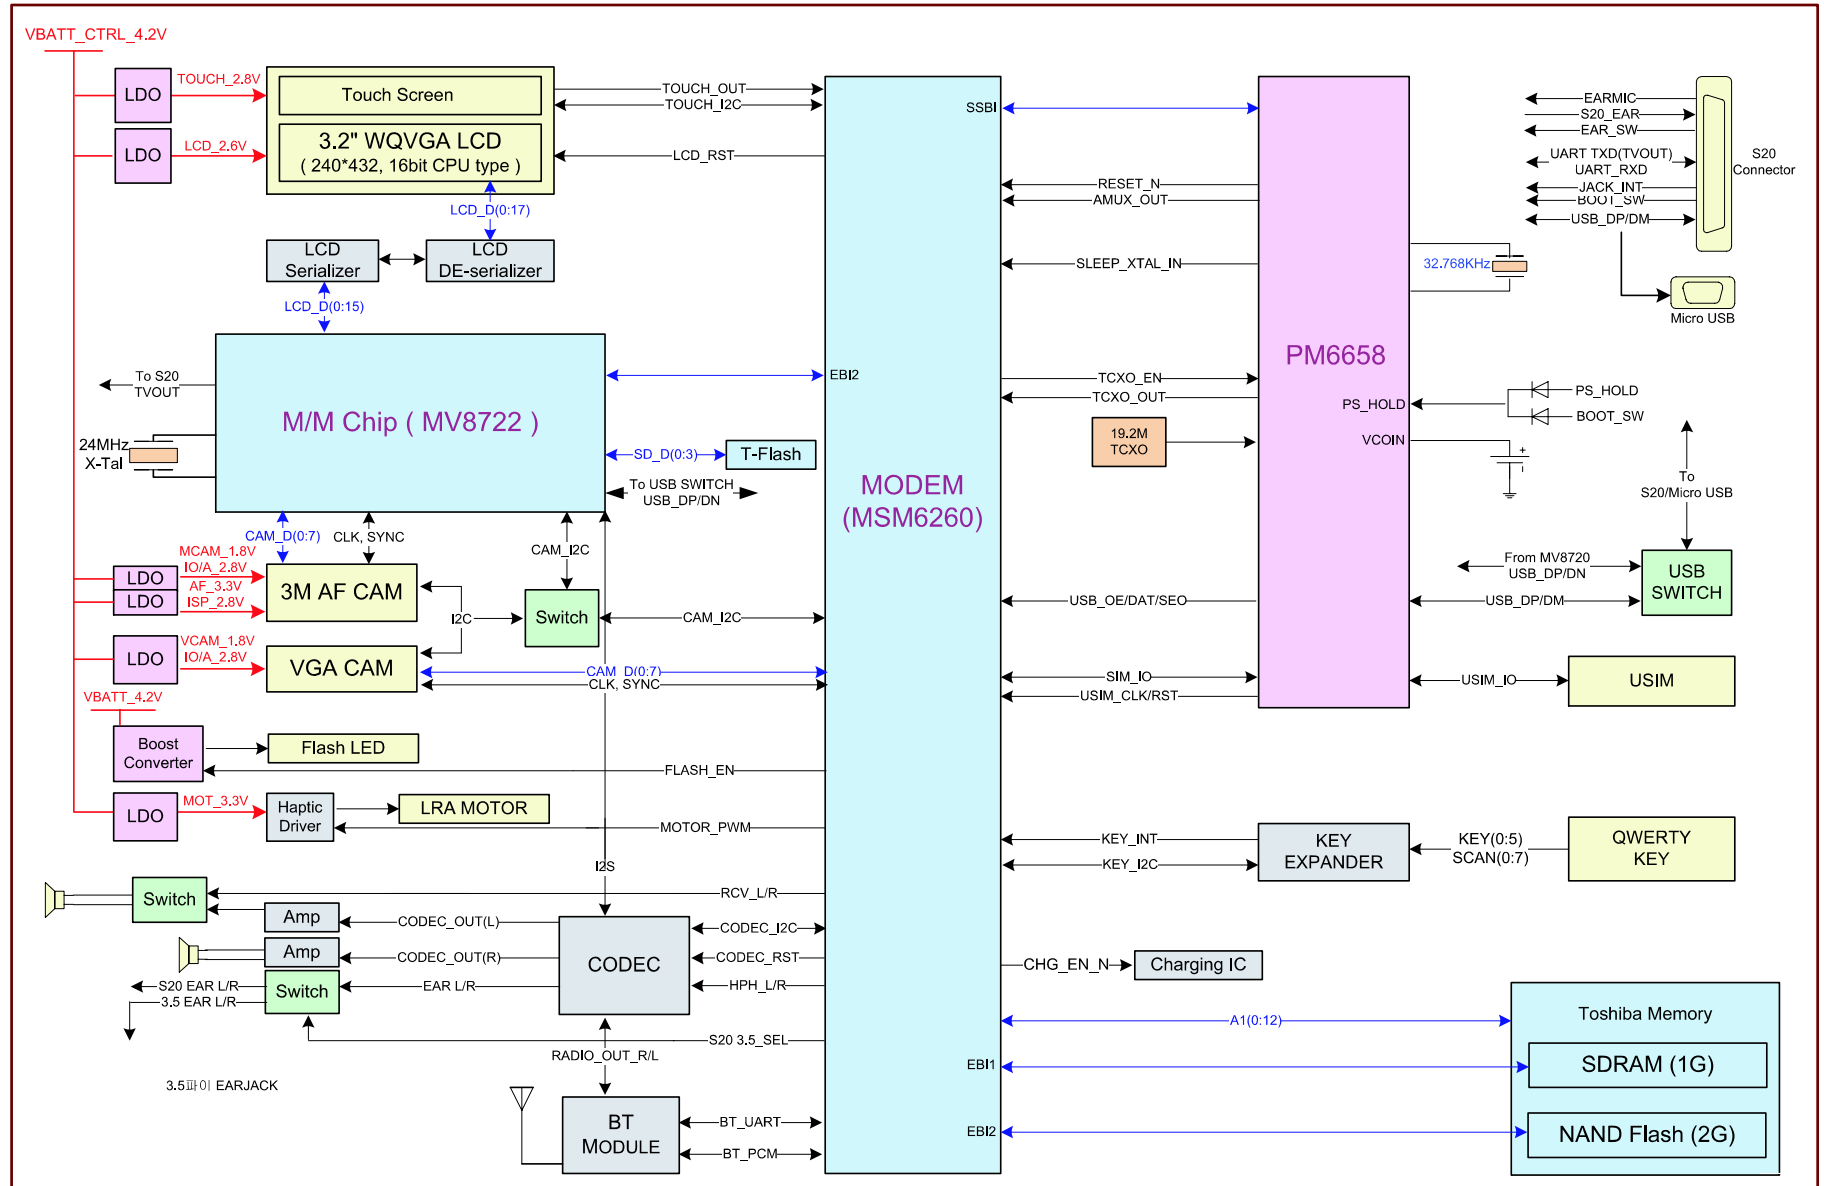 VBATT_CTRL_4.2V
LDO
TOUCH_2.8V
Touch Screen
LDO
LCD_2.6V
3.2" WQVGA LCD
( 240*432, 16bit CPU type )
TOUCH_OUT
TOUCH_I2C
LCD_RST
LCD_D(0:17)
LCD
Serializer
LCD
DE-serializer
LCD_D(0:15)
To S20
TVOUT
M/M Chip ( MV8722 )
24MHz
X-Tal
EBI2
SD_D(0:3)
T-Flash
To USB SWITCH
USB_DP/DN
CAM_D(0:7)
CLK, SYNC
CAM_I2C
MCAM_1.8V
IO/A_2.8V
AF_3.3V
ISP_2.8V
LDO
LDO
3M AF CAM
I2C
Switch
CAM_I2C
LDO
VCAM_1.8V
IO/A_2.8V
VGA CAM
CAM_D(0:7)
CLK, SYNC
VBATT_4.2V
Boost
Converter
Flash LED
FLASH_EN
LDO
MOT_3.3V
Haptic
Driver
LRA MOTOR
MOTOR_PWM
I2S
Switch
RCV_L/R
Amp
CODEC_OUT(L)
Amp
CODEC_OUT(R)
CODEC
CODEC_I2C
CODEC_RST
HPH_L/R
S20 EAR L/R
3.5 EAR L/R
Switch
EAR L/R
S20 3.5_SEL
RADIO_OUT_R/L
3.5파이 EARJACK
BT
MODULE
BT_UART
BT_PCM
MODEM
(MSM6260)
SSBI
RESET_N
AMUX_OUT
SLEEP_XTAL_IN
TCXO_EN
TCXO_OUT
19.2M
TCXO
USB_OE/DAT/SEO
SIM_IO
USIM_CLK/RST
PM6658
PS_HOLD
VCOIN
32.768KHz
EARMIC
S20_EAR
EAR_SW
UART TXD(TVOUT)
UART_RXD
JACK_INT
BOOT_SW
USB_DP/DM
S20
Connector
Micro USB
PS_HOLD
BOOT_SW
+
-
To
S20/Micro USB
From MV8720
USB_DP/DN
USB_DP/DM
USB
SWITCH
USIM_IO
USIM
KEY_INT
KEY_I2C
KEY
EXPANDER
KEY(0:5)
SCAN(0:7)
QWERTY
KEY
CHG_EN_N
Charging IC
A1(0:12)
EBI1
EBI2
Toshiba Memory
SDRAM (1G)
NAND Flash (2G)